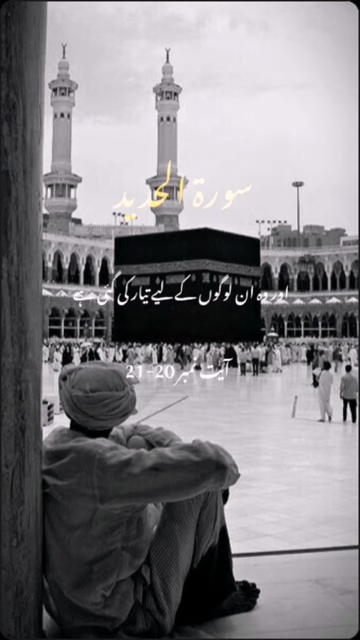 سورۃ الحدید
اور وہ ان لوگوں کے لیے تیار کی گئی ہے
آیت نمبر 20-21